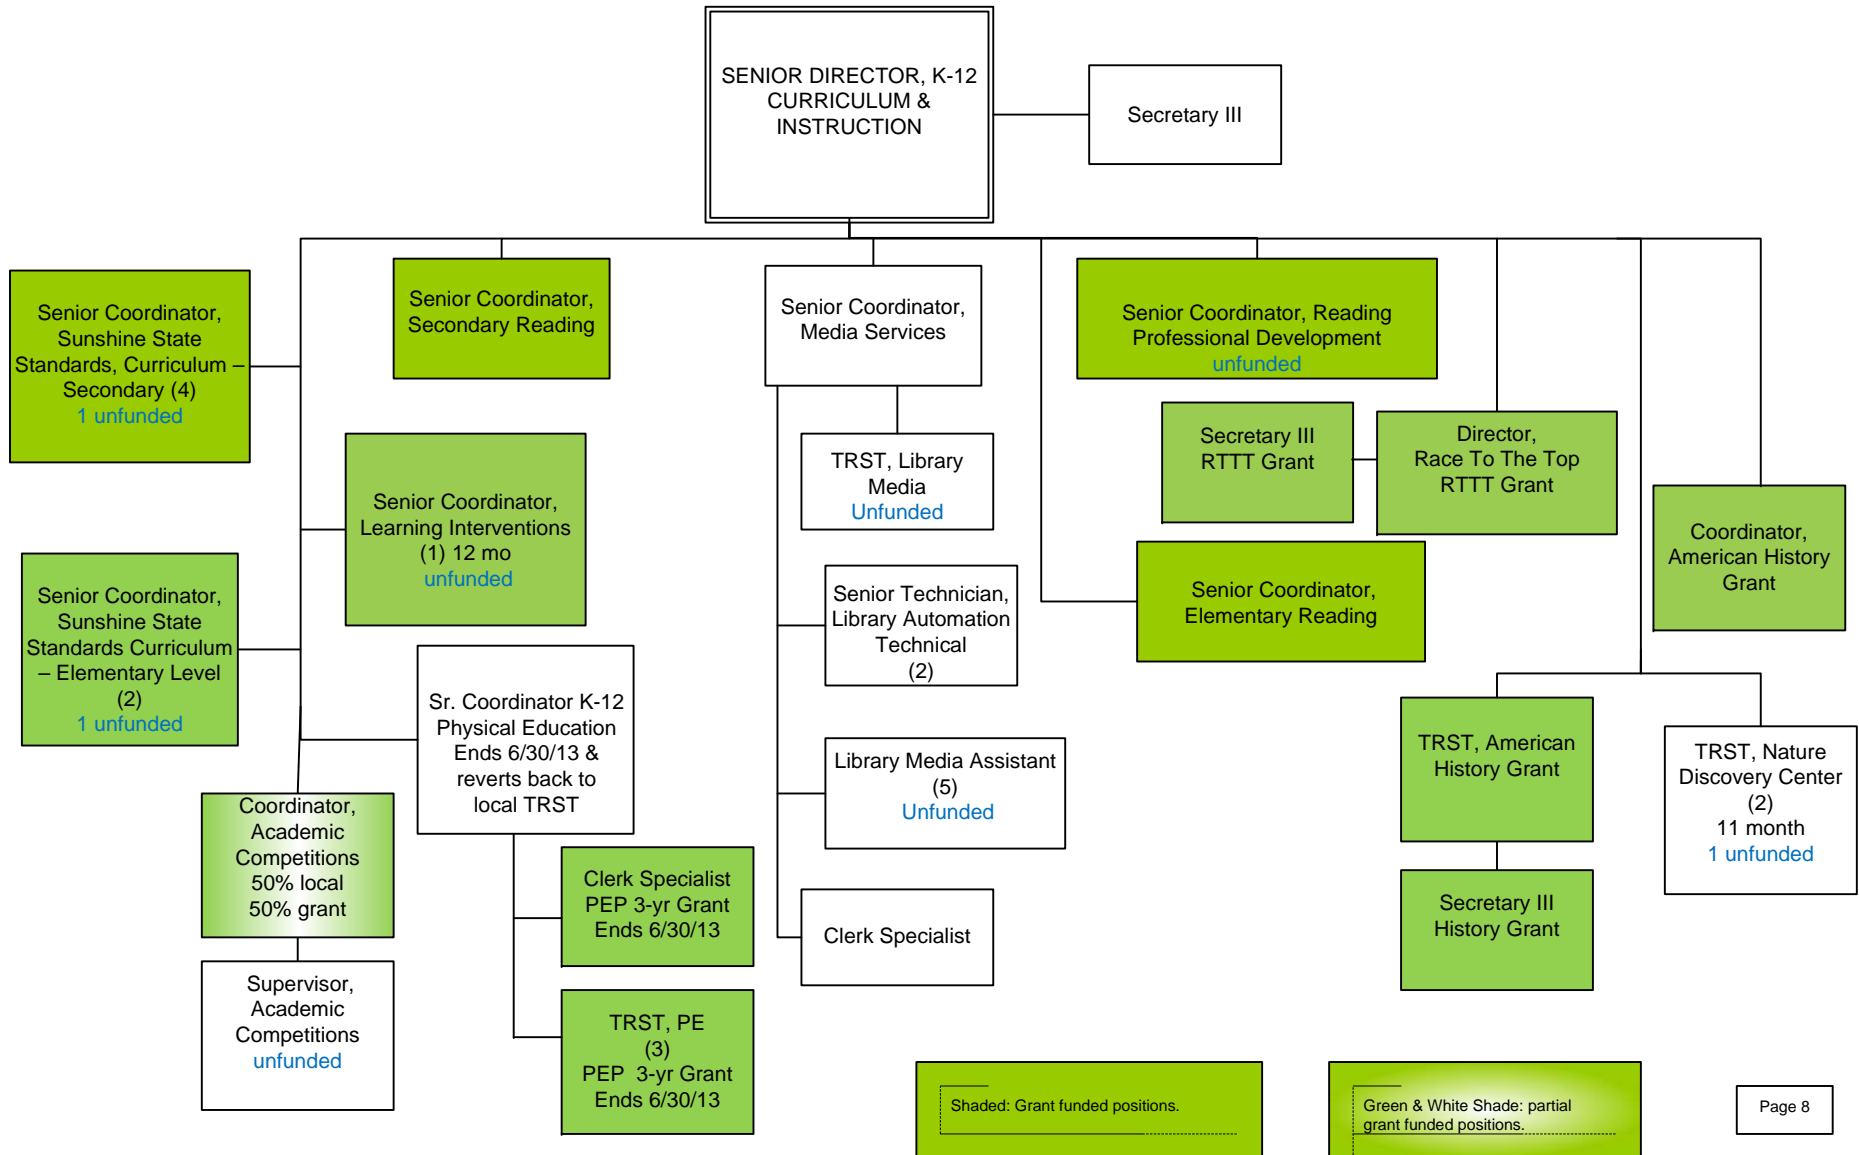 SENIOR DIRECTOR, K-12
CURRICULUM &
INSTRUCTION
Secretary III
Senior Coordinator,
Sunshine State
Standards, Curriculum –
Secondary (4)
1 unfunded
Senior Coordinator,
Secondary Reading
Senior Coordinator,
Media Services
Senior Coordinator, Reading
Professional Development
unfunded
Secretary III
RTTT Grant
Director,
Race To The Top
RTTT Grant
Coordinator,
American History
Grant
Senior Coordinator,
Learning Interventions
(1) 12 mo
unfunded
TRST, Library
Media
Unfunded
Senior Coordinator,
Elementary Reading
Senior Coordinator,
Sunshine State
Standards Curriculum
– Elementary Level
(2)
1 unfunded
Senior Technician,
Library Automation
Technical
(2)
Sr. Coordinator K-12
Physical Education
Ends 6/30/13 &
reverts back to
local TRST
TRST, American
History Grant
TRST, Nature
Discovery Center
(2)
11 month
1 unfunded
Library Media Assistant
(5)
Unfunded
Coordinator,
Academic
Competitions
50% local
50% grant
Clerk Specialist
PEP 3-yr Grant
Ends 6/30/13
Secretary III
History Grant
Clerk Specialist
Supervisor,
Academic
Competitions
unfunded
TRST, PE
(3)
PEP  3-yr Grant
Ends 6/30/13
Shaded: Grant funded positions.
Green & White Shade: partial
grant funded positions.
Page 8